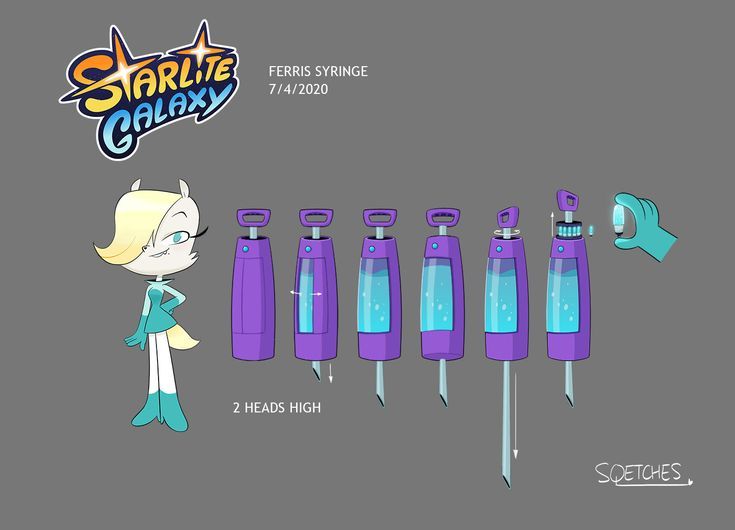 STARLITE
GALAXY
FERRIS SYRINGE
7/4/2020
2 HEADS HIGH
SQETCHES